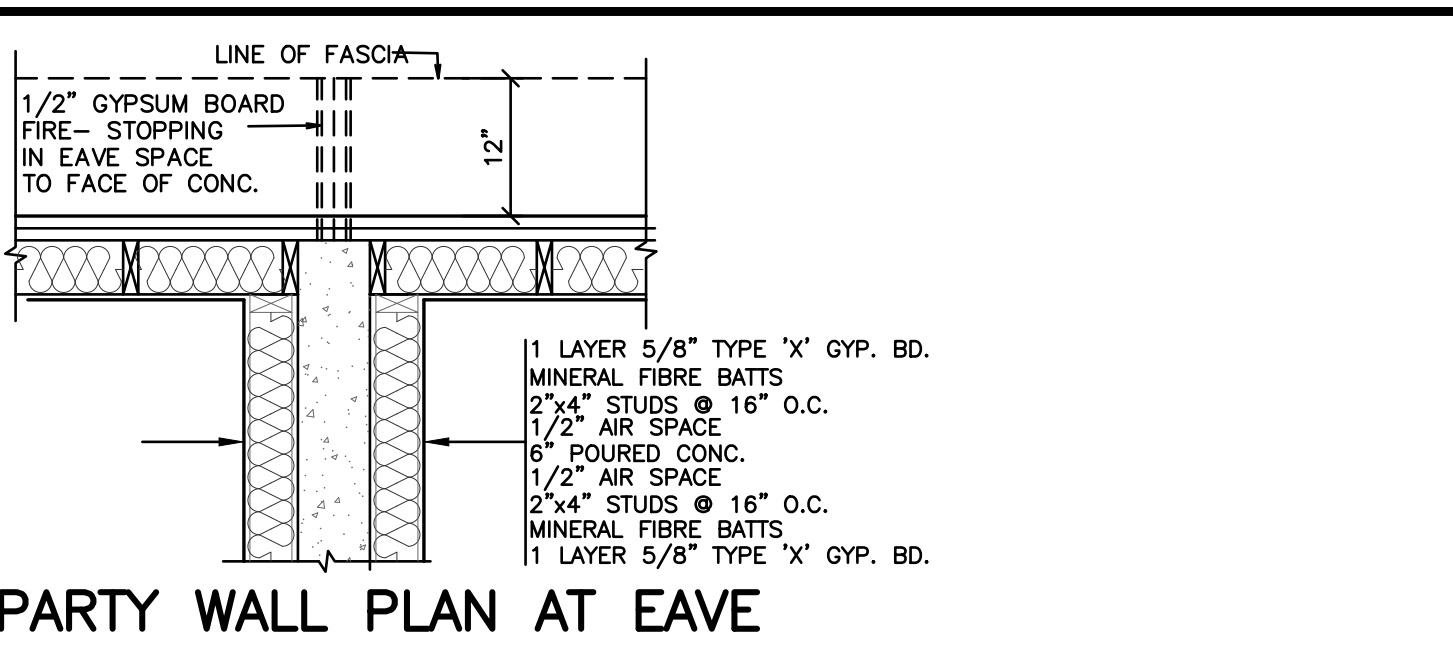 LINE OF FASCIA
1/2" GYPSUM BOARD
FIRE- STOPPING
IN EAVE SPACE
TO FACE OF CONC.
12"
1 LAYER 5/8" TYPE 'X' GYP. BD.
MINERAL FIBRE BATTS
2"x4" STUDS @ 16" O.C.
1/2" AIR SPACE
6" POURED CONC.
1/2" AIR SPACE
2"x4" STUDS @ 16" O.C.
MINERAL FIBRE BATTS
1 LAYER 5/8" TYPE 'X' GYP. BD.
PARTY WALL PLAN AT EAVE